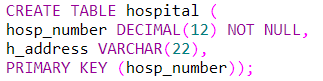 CREATE TABLE hospital (
hosp_number DECIMAL(12) NOT NULL,
h_address VARCHAR(22),
PRIMARY KEY (hosp_number));